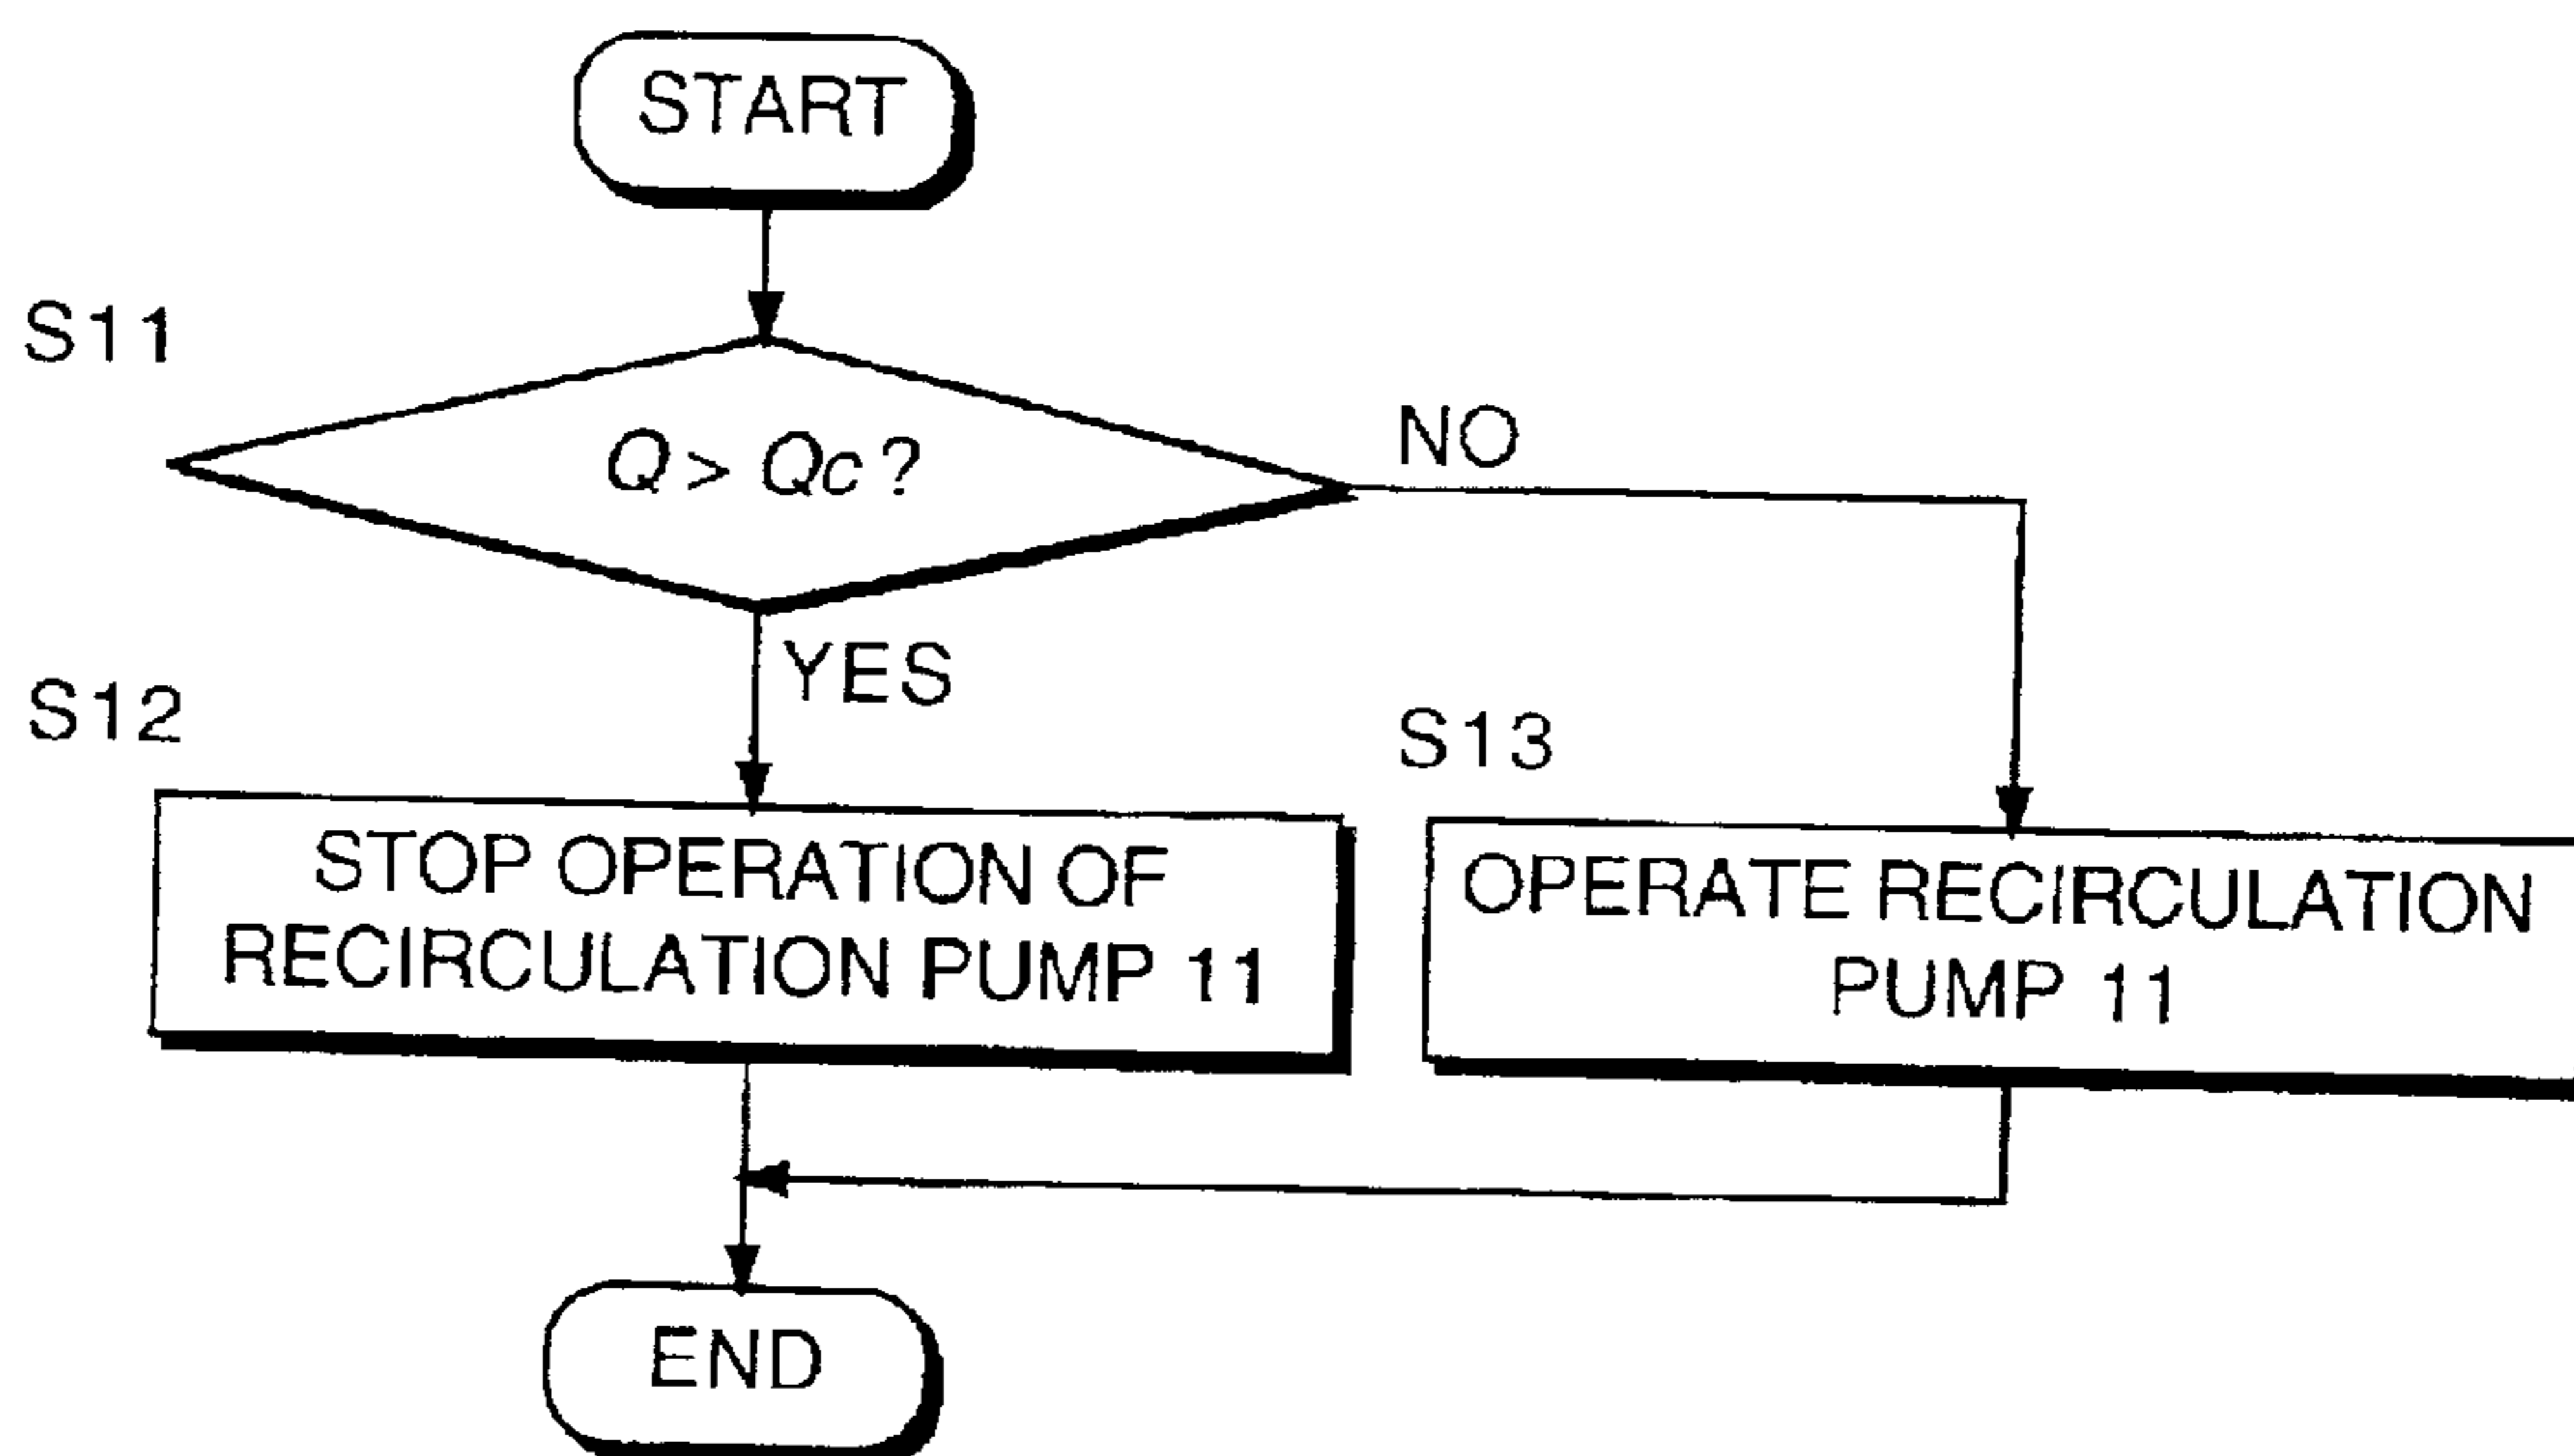 START
S11
Q > Qc ?
NO
YES
S12
STOP OPERATION OF
RECIRCULATION PUMP 11
S13
OPERATE RECIRCULATION
PUMP 11
END